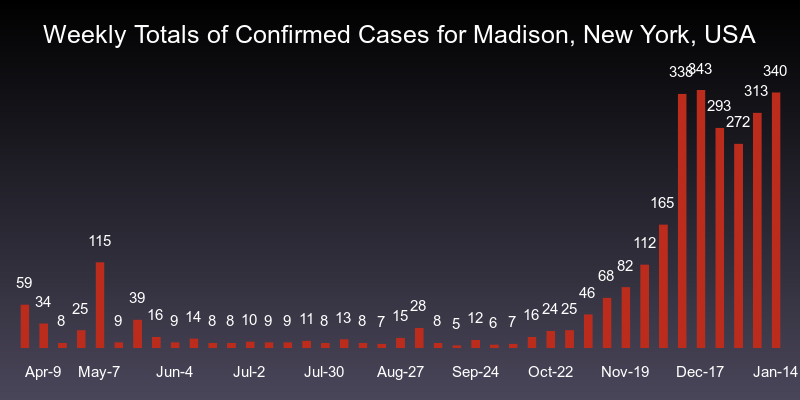 Weekly Totals of Confirmed Cases for Madison, New York, USA
59 34 8 25 115 9 39 16 9 14 8 8 10 9 9 11 8 13 8 7 15 28 8 5 12 6 7 16 24 25 46 68 82 112 165 338 343 293 272 313 340
Apr-9 May-7 Jun-4 Jul-2 Jul-30 Aug-27 Sep-24 Oct-22 Nov-19 Dec-17 Jan-14